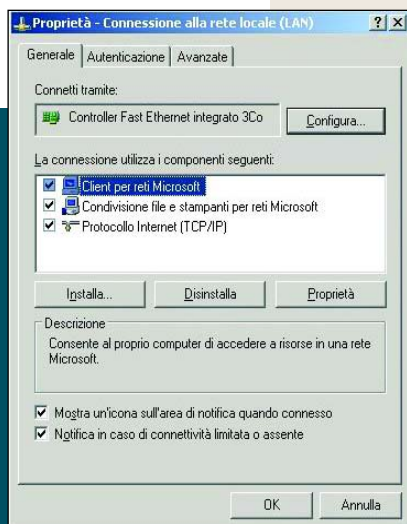 Proprietà - Connessione alla rete locale (LAN)
Generale
Autenticazione
Avanzate
Connetti tramite:
Controller Fast Ethernet integrato 3Co
Configura...
La connessione utilizza i componenti seguenti:
Client per reti Microsoft
Condivisione file e stampanti per reti Microsoft
Protocollo Internet (TCP/IP)
Installa...
Disinstalla
Proprietà
Descrizione
Consente al proprio computer di accedere a risorse in una rete
Microsoft.
Mostra un'icona sull'area di notifica quando connesso
Notifica in caso di connettività limitata o assente
OK
Annulla